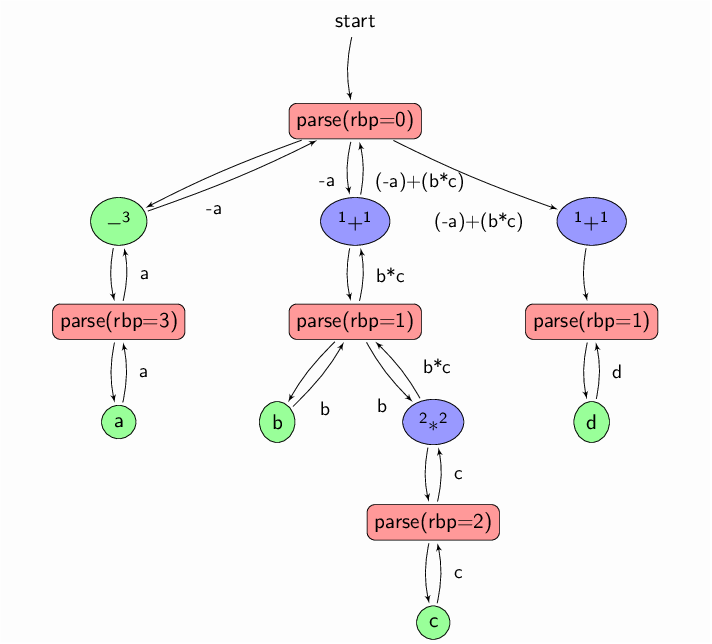 start
parse(rbp=0)
-a
-a
(-a)+(b*c)
(-a)+(b*c)
−³
¹+¹
¹+¹
a
b*c
parse(rbp=3)
parse(rbp=1)
parse(rbp=1)
a
b
b
b*c
d
a
b
²*²
d
c
parse(rbp=2)
c
c